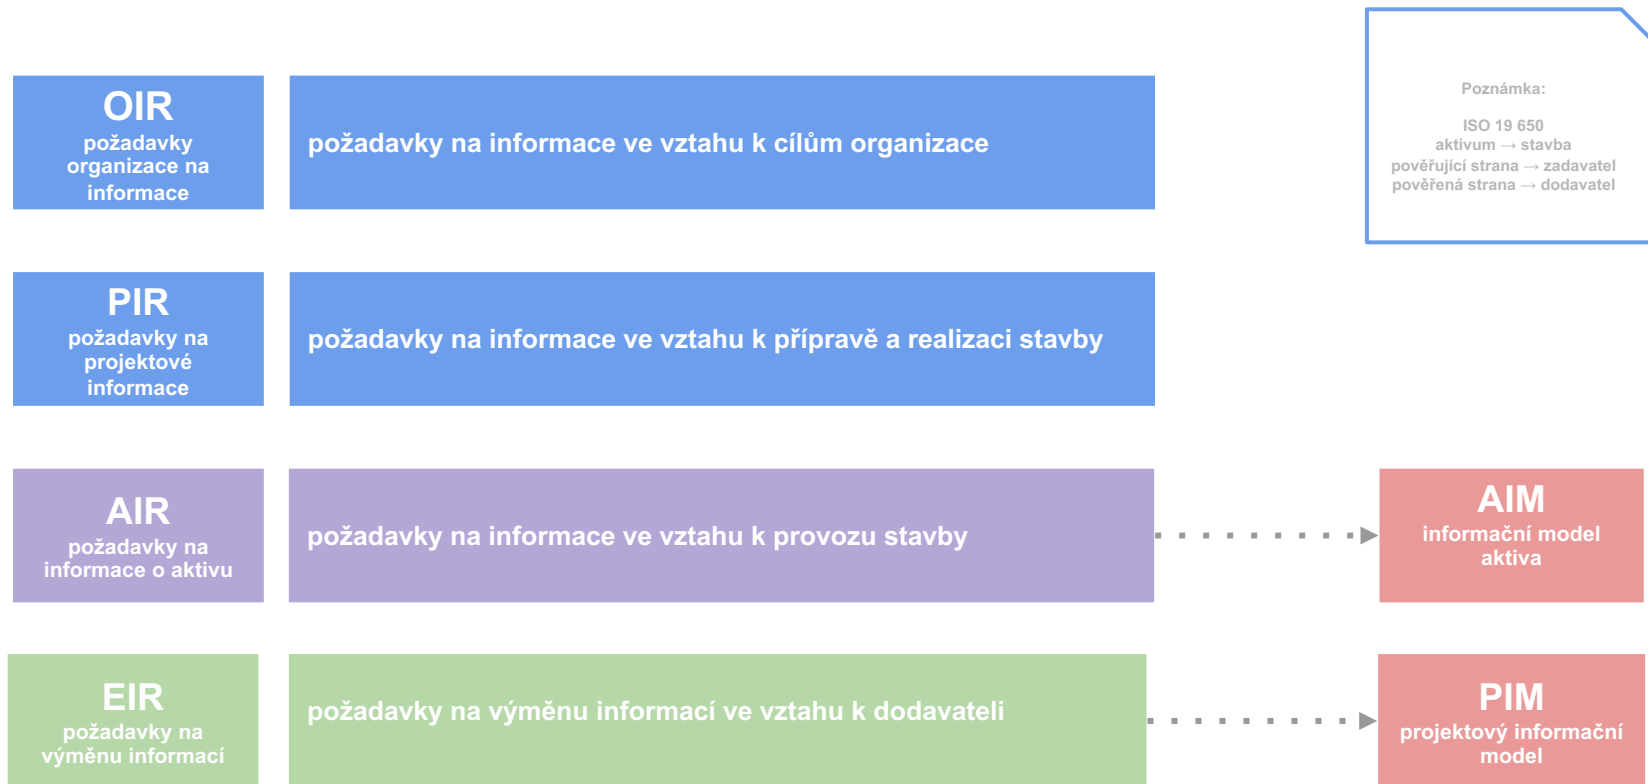 Poznámka:
ISO 19 650
aktivum → stavba
pověřující strana → zadavatel
pověřená strana → dodavatel
OIR
požadavky
organizace na
informace
požadavky na informace ve vztahu k cílům organizace
PIR
požadavky na
projektové
informace
požadavky na informace ve vztahu k přípravě a realizaci stavby
AIR
požadavky na
informace o aktivu
požadavky na informace ve vztahu k provozu stavby
AIM
informační model
aktiva
EIR
požadavky na
výměnu informací
požadavky na výměnu informací ve vztahu k dodavateli
PIM
projektový informační
model